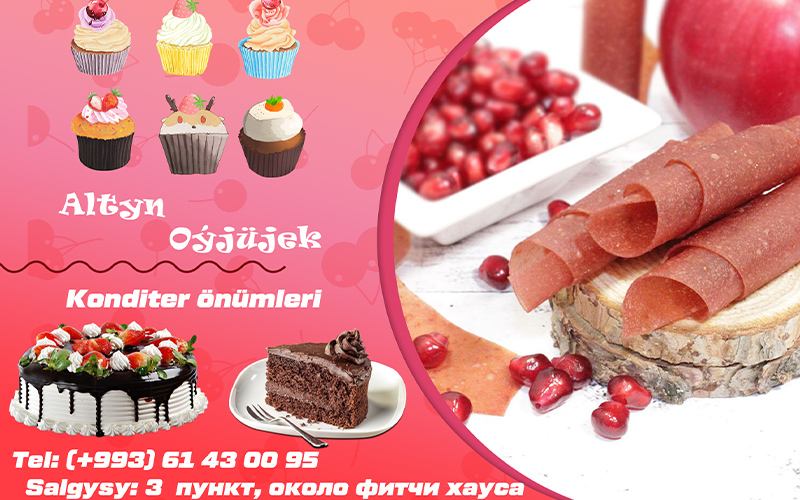 Altyn
Oýjüjek
Konditer önümleri
Tel: (+993) 61 43 00 95
Salgysy: 3 пункт, около фитчи хауса